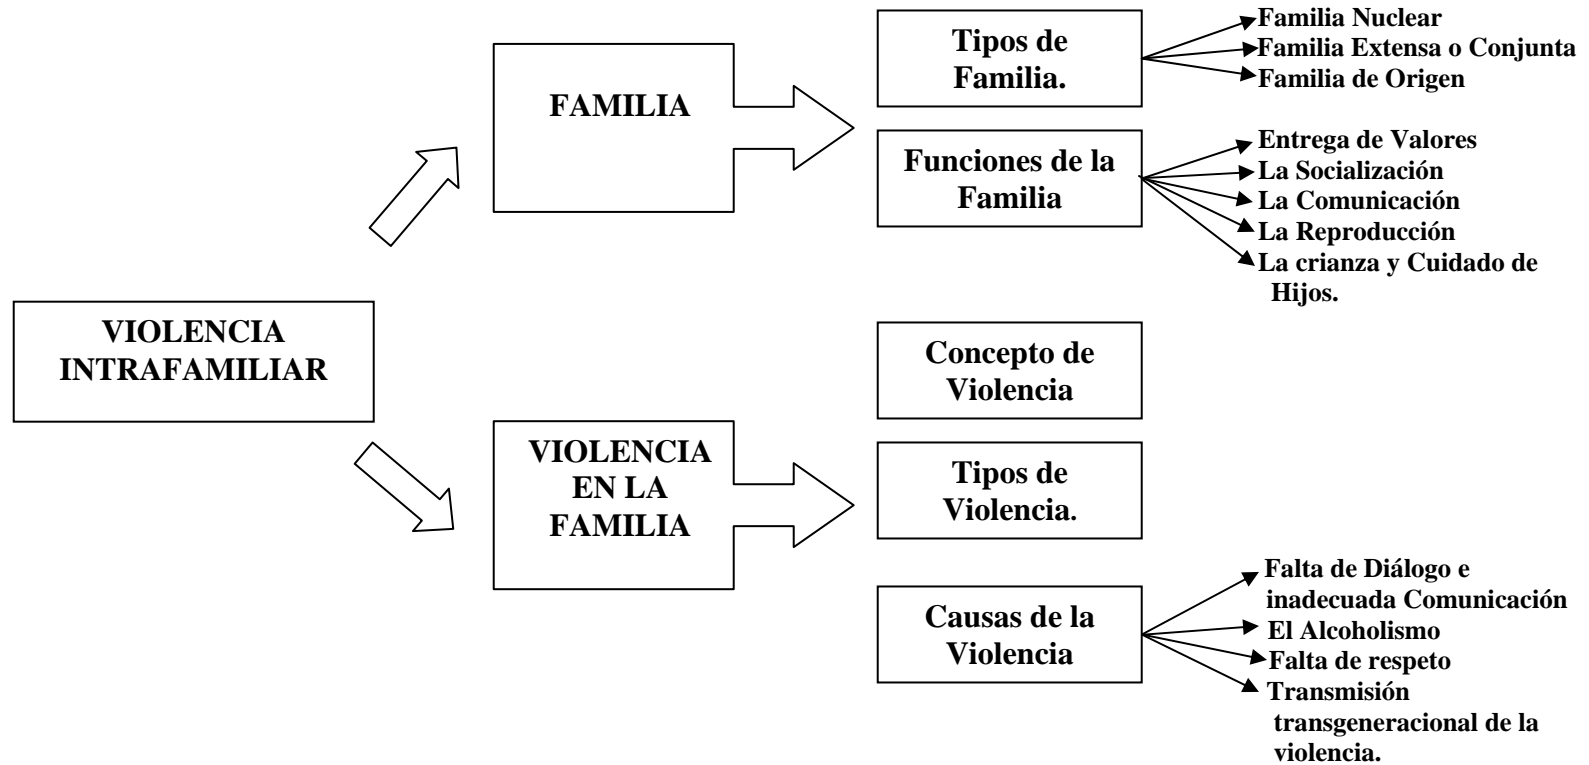 VIOLENCIA
INTRAFAMILIAR
FAMILIA
Tipos de
Familia.
Familia Nuclear
Familia Extensa o Conjunta
Familia de Origen
Funciones de la
Familia
Entrega de Valores
La Socialización
La Comunicación
La Reproducción
La crianza y Cuidado de
Hijos.
VIOLENCIA
EN LA
FAMILIA
Concepto de
Violencia
Tipos de
Violencia.
Causas de la
Violencia
Falta de Diálogo e
inadecuada Comunicación
El Alcoholismo
Falta de respeto
Transmisión
transgeneracional de la
violencia.